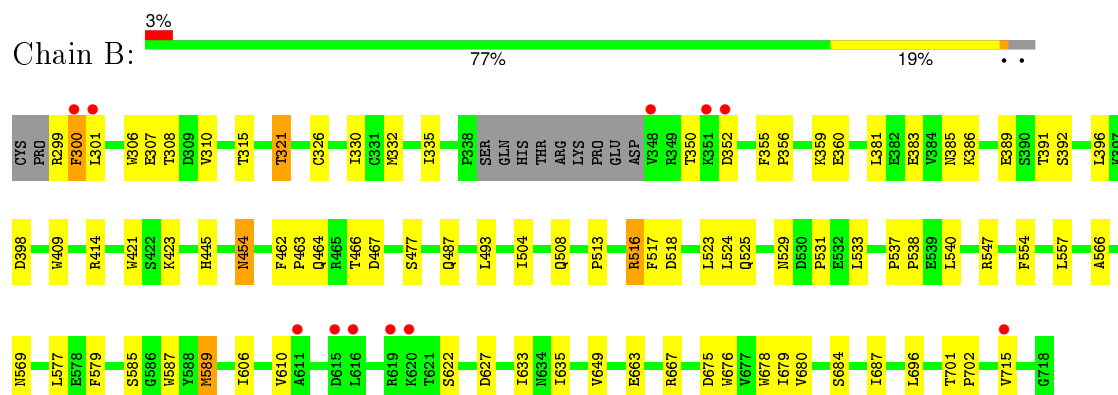 3%
Chain B:
77% 19% • •
CYS PRO R299 F300 L301 W306 E307 T308 D309 V310 T315 T321 C326 I330 C331 M332 I335 P338 SER GLN HIS THR ARG LYS PRO GLU ASP V348 R349 T350 K351 D352 F355 P356 K359 E360 L381 E382 E383 V384 N385 K386 E389 S390 T391 S392 L396 K397
D398 W409 R414 W421 S422 K423 H445 N454 F462 P463 Q464 R465 T466 D467 S477 Q487 L493 I504 Q508 P513 R516 F517 D518 L523 L524 Q525 N529 D530 P531 E532 L533 P537 P538 E539 L540 R547 F554 L557 A566
N569 L577 E578 F579 S585 G586 W587 Y588 M589 I606 V610 A611 D615 L616 R619 K620 T621 S622 D627 I633 N634 I635 V649 E663 R667 D675 W676 V677 W678 I679 V680 S684 I687 L696 T701 P702 V715 G718